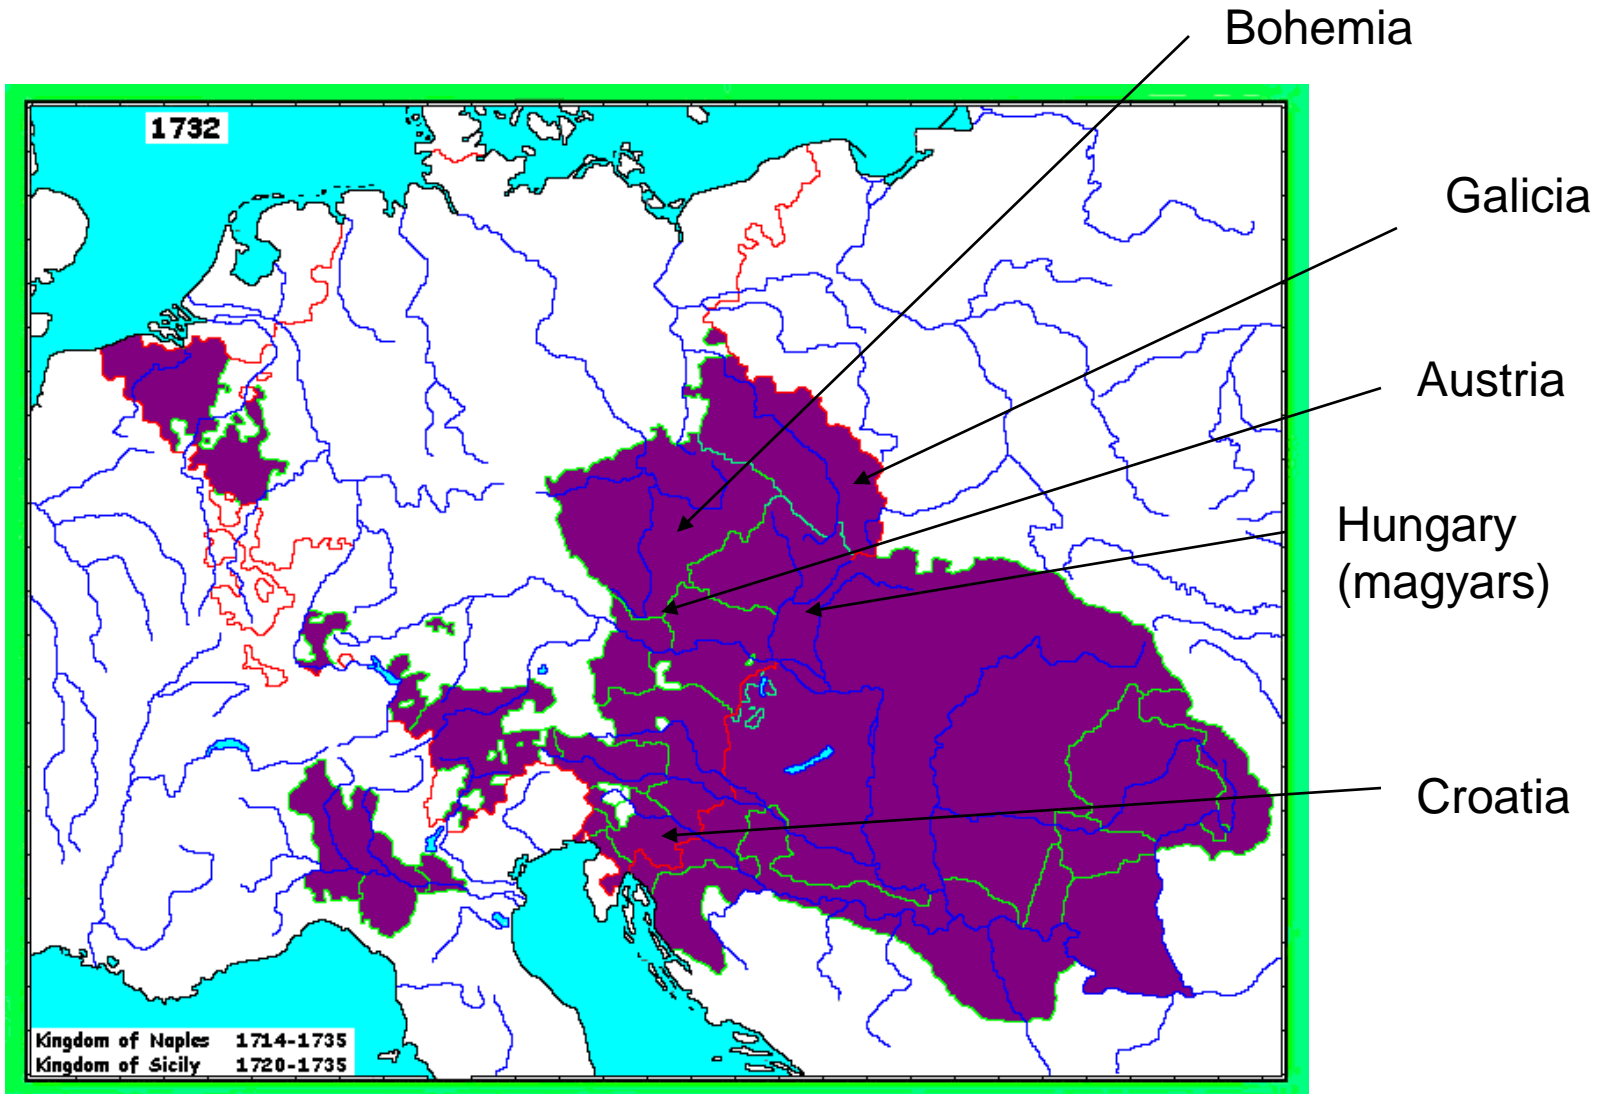 Bohemia
1732
Galicia
Austria
Hungary
(magyars)
Croatia
Kingdom of Naples 1714-1735
Kingdom of Sicily 1720-1735